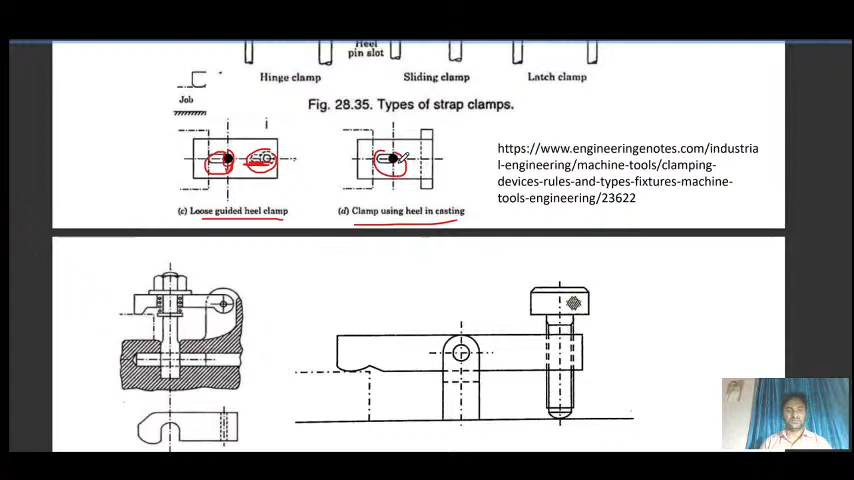 Heel
pin slot
Hinge clamp
Sliding clamp
Latch clamp
Job
Fig. 28.35. Types of strap clamps.
https://www.engineeringnotes.com/industria
l-engineering/machine-tools/clamping-
devices-rules-and-types-fixtures-machine-
tools-engineering/23622
(c) Loose guided heel clamp
(d) Clamp using heel in casting